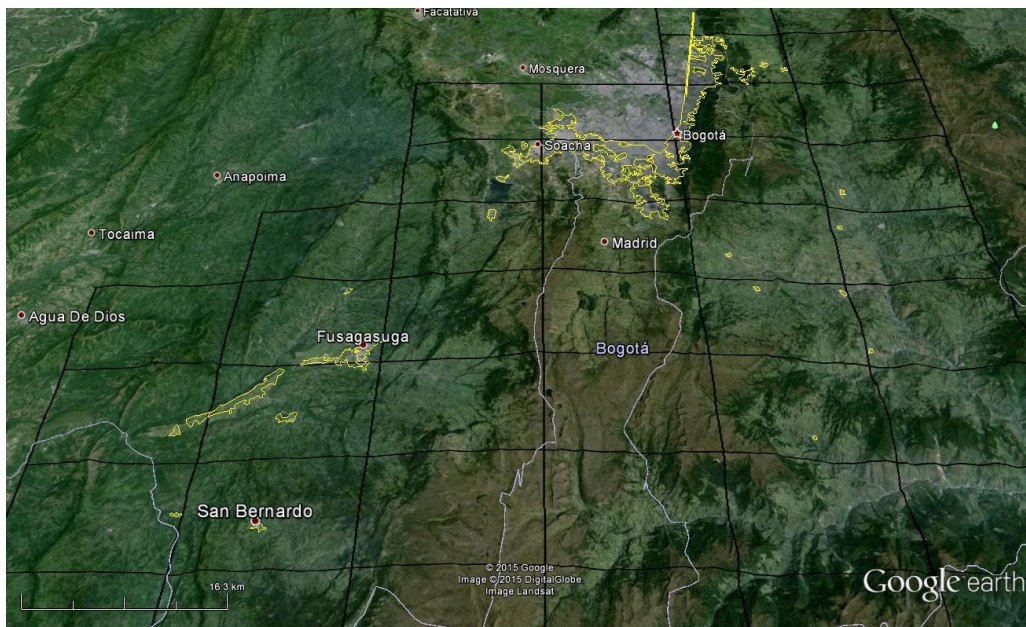 Facatativá
Mosquera
Bogotá
Soacha
Anapoima
Tocaima
Madrid
Agua De Dios
Fusagasuga
Bogotá
San Bernardo
© 2015 Google
Image © 2015 DigitalGlobe
Image Landsat
16.3 km
Google earth